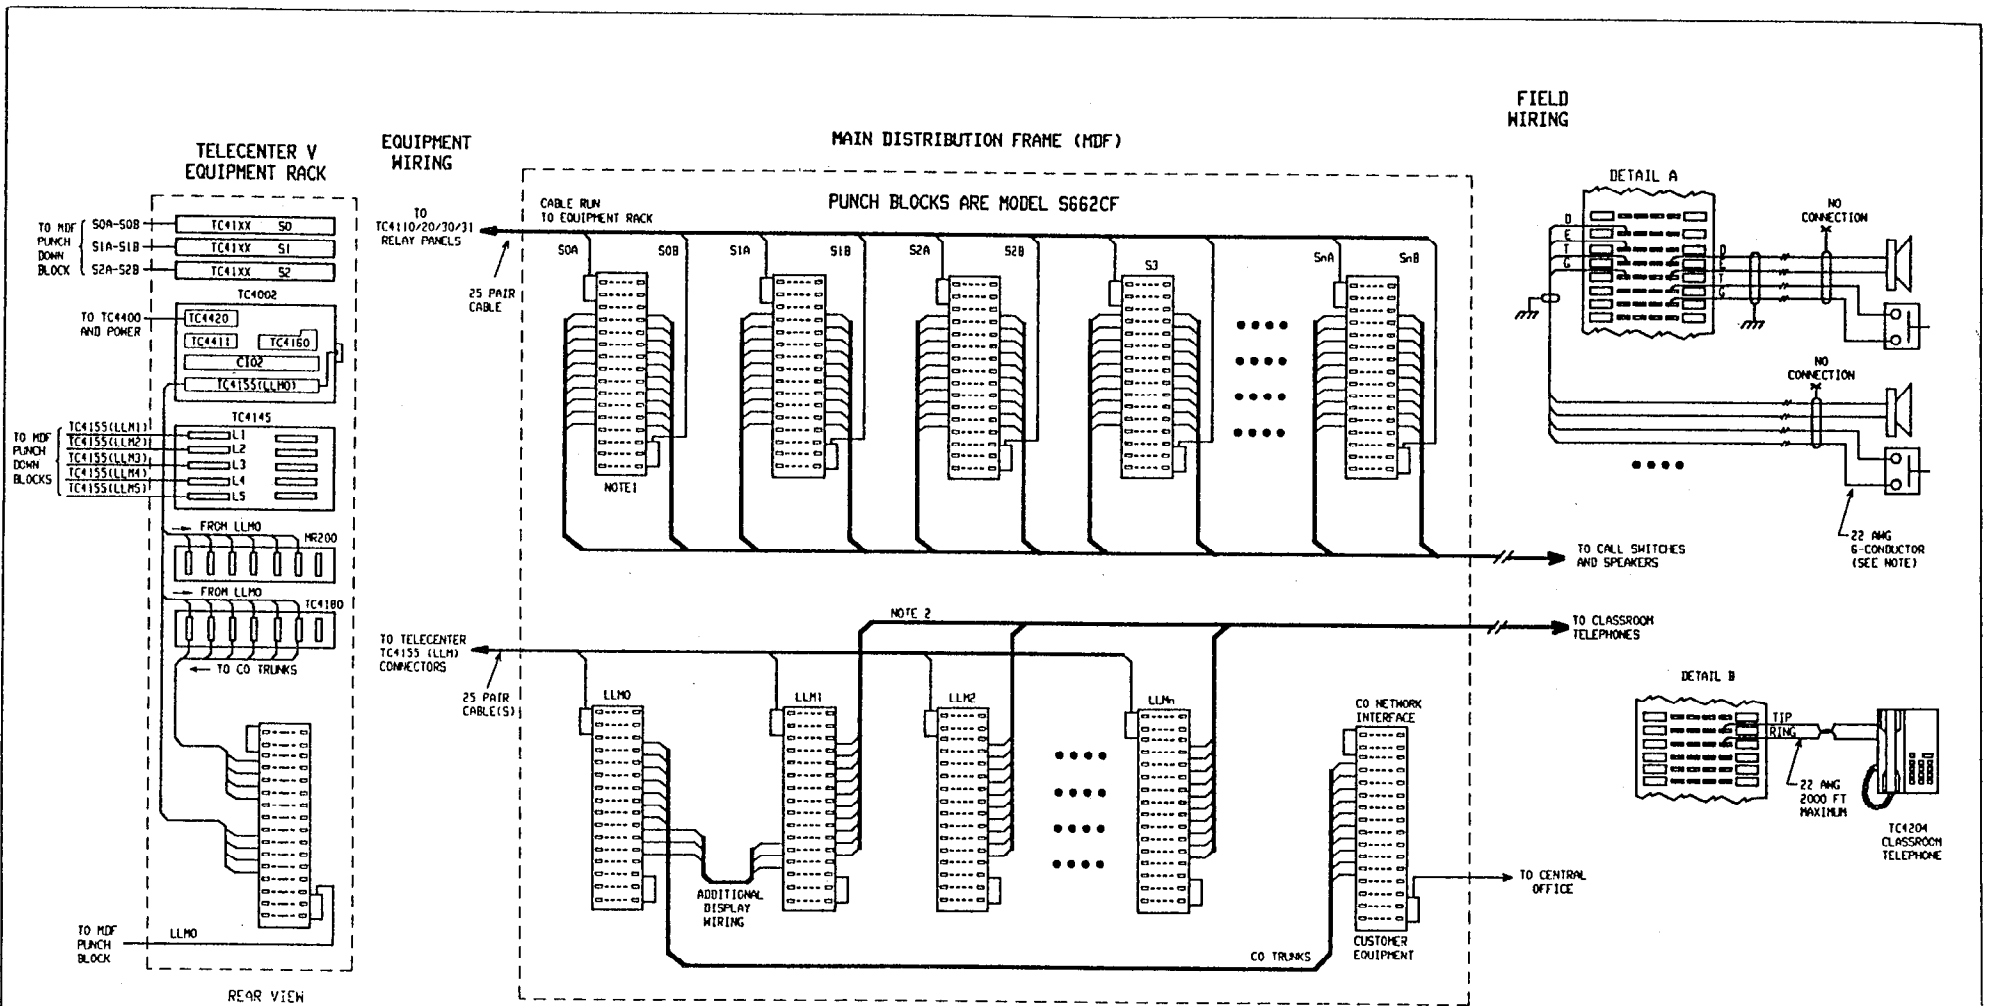 TELECENTER V
EQUIPMENT RACK
TO MDF
PUNCH
DOWN
BLOCK
S0A-S0B
S1A-S1B
S2A-S2B
TC41XX S0
TC41XX S1
TC41XX S2
TC4002
TO TC4400
AND POWER
TC4420
TC4411
TC4160
CIO2
TC4155(LLM0)
TC4145
TO MDF
PUNCH
DOWN
BLOCKS
TC4155(LLM1)
TC4155(LLM2)
TC4155(LLM3)
TC4155(LLM4)
TC4155(LLM5)
L1
L2
L3
L4
L5
FROM LLM0
MR200
FROM LLM0
TC4180
TO CO TRUNKS
TO MDF
PUNCH
BLOCK
LLM0
REAR VIEW
EQUIPMENT
WIRING
TO
TC4110/20/30/31
RELAY PANELS
25 PAIR
CABLE
TO TELECENTER
TC4155 (LLM)
CONNECTORS
25 PAIR
CABLE(S)
MAIN DISTRIBUTION FRAME (MDF)
PUNCH BLOCKS ARE MODEL S662CF
CABLE RUN
TO EQUIPMENT RACK
S0A
S0B
S1A
S1B
S2A
S2B
S3
SnA
SnB
NOTE1
NOTE 2
LLM0
LLM1
LLM2
LLMn
CO NETWORK
INTERFACE
ADDITIONAL
DISPLAY
WIRING
CO TRUNKS
CUSTOMER
EQUIPMENT
FIELD
WIRING
DETAIL A
D
E
T
G
D
E
T
G
NO
CONNECTION
NO
CONNECTION
22 AWG
6-CONDUCTOR
(SEE NOTE)
TO CALL SWITCHES
AND SPEAKERS
TO CLASSROOM
TELEPHONES
DETAIL B
TIP
RING
22 AWG
2000 FT
MAXIMUM
TC4204
CLASSROOM
TELEPHONE
TO CENTRAL
OFFICE